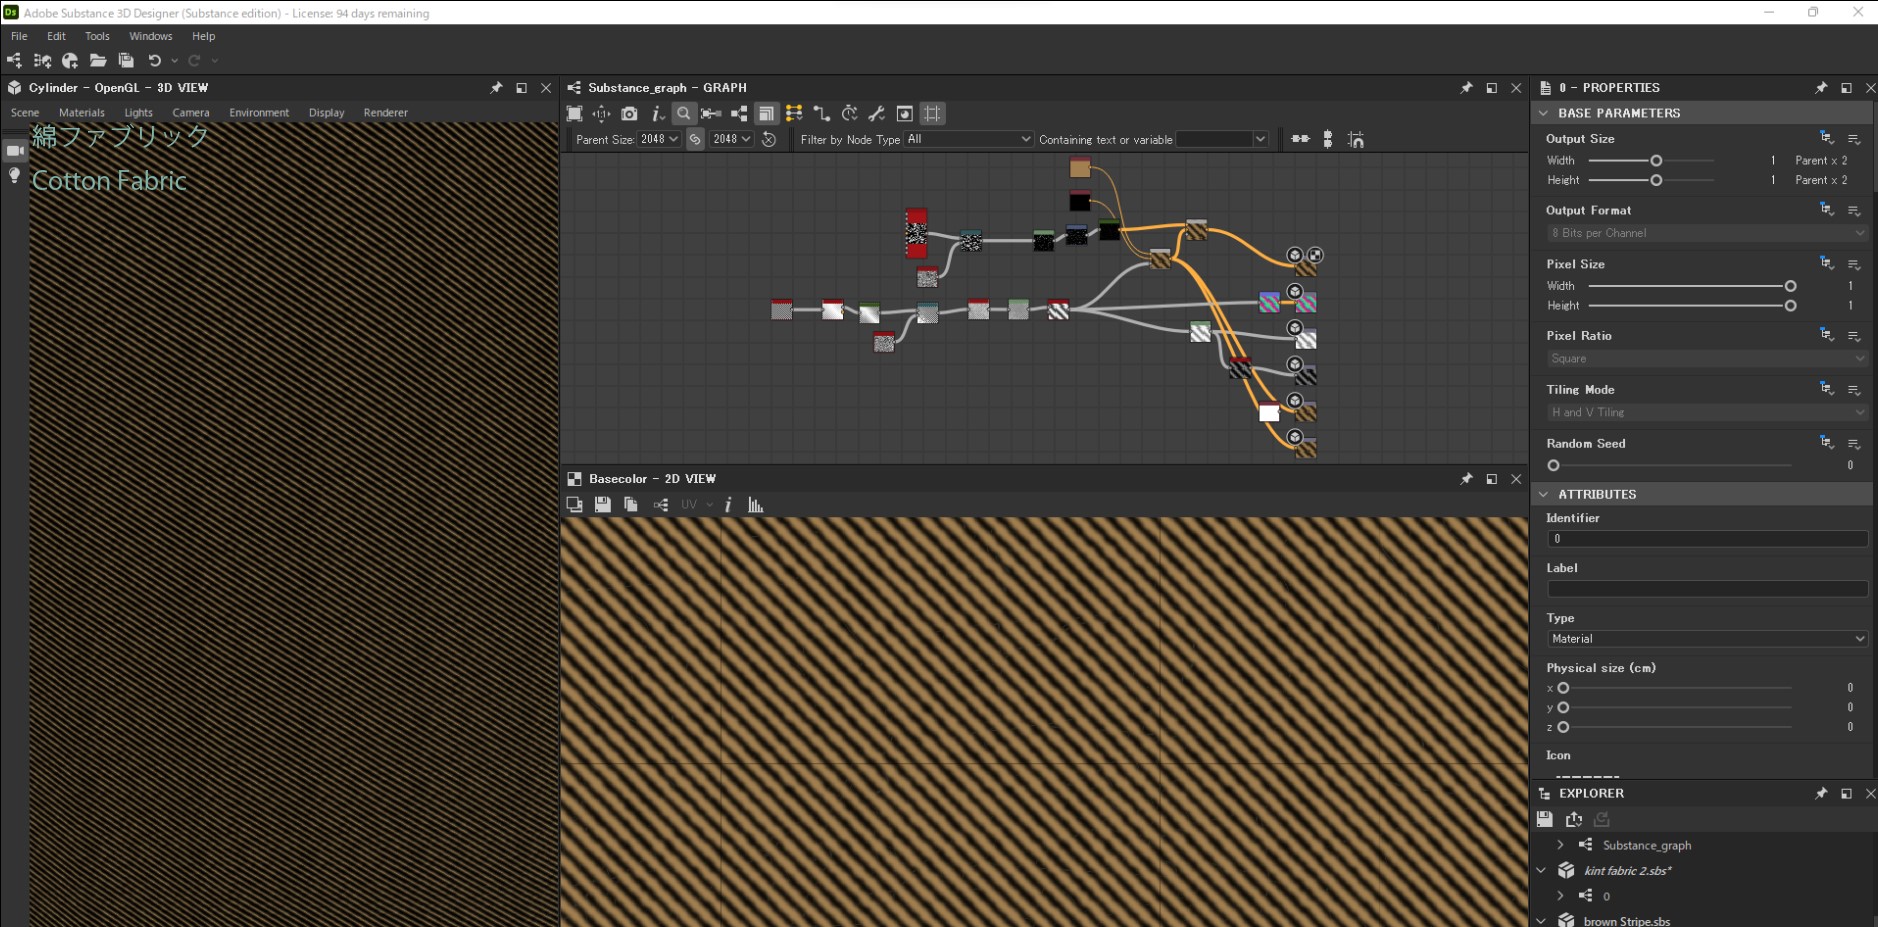 Adobe Substance 3D Designer (Substance edition) - License: 94 days remaining
File Edit Tools Windows Help
Cylinder - OpenGL - 3D VIEW
Scene Materials Lights Camera Environment Display Renderer
綿ファブリック
Cotton Fabric
Substance_graph - GRAPH
Parent Size: 2048 2048 Filter by Node Type All Containing text or variable
Basecolor - 2D VIEW
UV
0 - PROPERTIES
BASE PARAMETERS
Output Size
Width 1 Parent x 2
Height 1 Parent x 2
Output Format
8 Bits per Channel
Pixel Size
Width 1
Height 1
Pixel Ratio
Square
Tiling Mode
H and V Tiling
Random Seed
0
ATTRIBUTES
Identifier
0
Label
Type
Material
Physical size (cm)
x 0
y 0
z 0
Icon
EXPLORER
Substance_graph
kint fabric 2.sbs*
0
brown Stripe.sbs